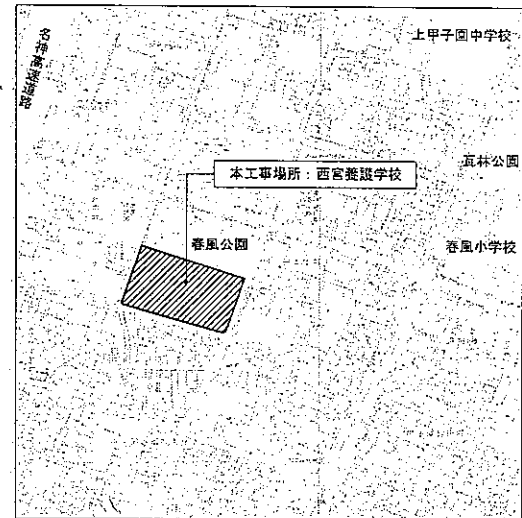 名神高速道路
上甲子園中学校
瓦林公園
本工事場所：西宮養護学校
春風公園
春風小学校